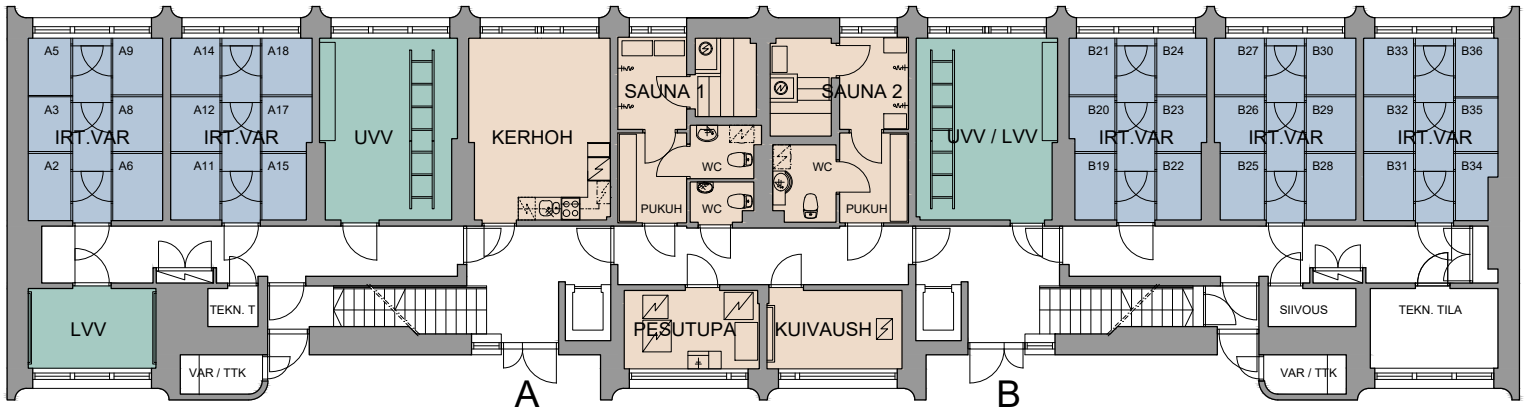 A5 A9 A14 A18 B21 B24 B27 B30 B33 B36
SAUNA 1 SAUNA 2
A3 A8 A12 A17 B20 B23 B26 B29 B32 B35
IRT.VAR IRT.VAR UVV KERHOH UVV / LVV IRT.VAR IRT.VAR IRT.VAR
A2 A6 A11 A15 WC WC B19 B22 B25 B28 B31 B34
PUKUH WC PUKUH
TEKN. T SIIVOUS TEKN. TILA
LVV PESUTUPA KUIVAUSH
VAR / TTK VAR / TTK
A B